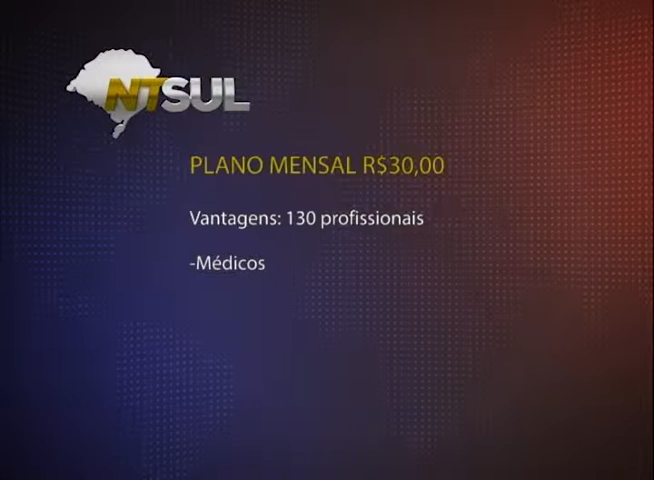 NTSUL
PLANO MENSAL R$30,00
Vantagens: 130 profissionais
-Médicos